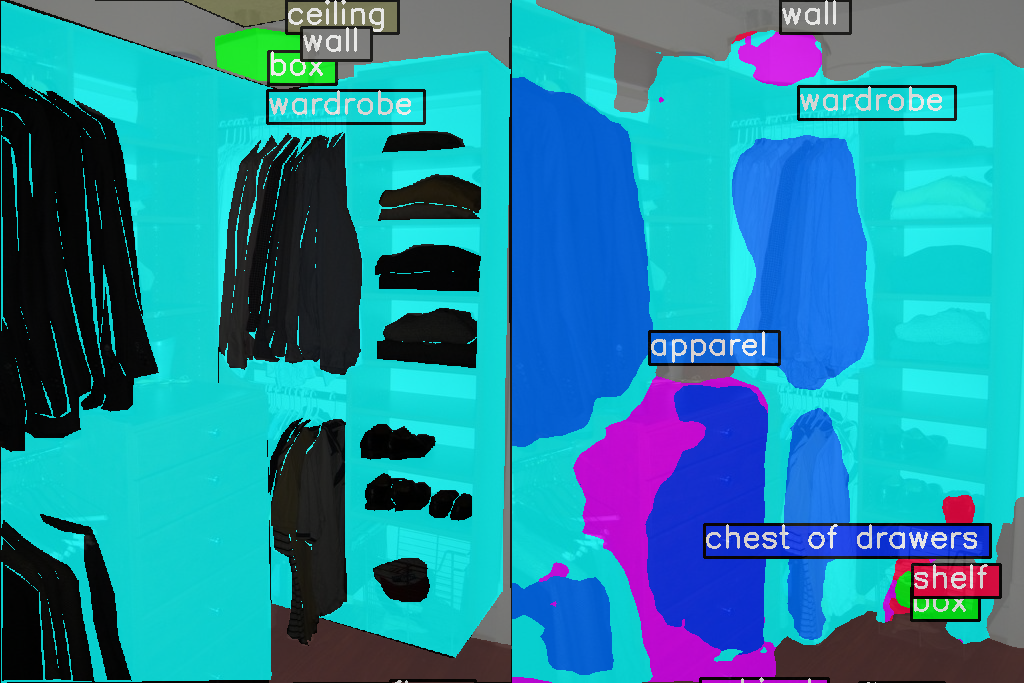 ceiling
wall
box
wardrobe
wall
wardrobe
apparel
chest of drawers
shelf
box